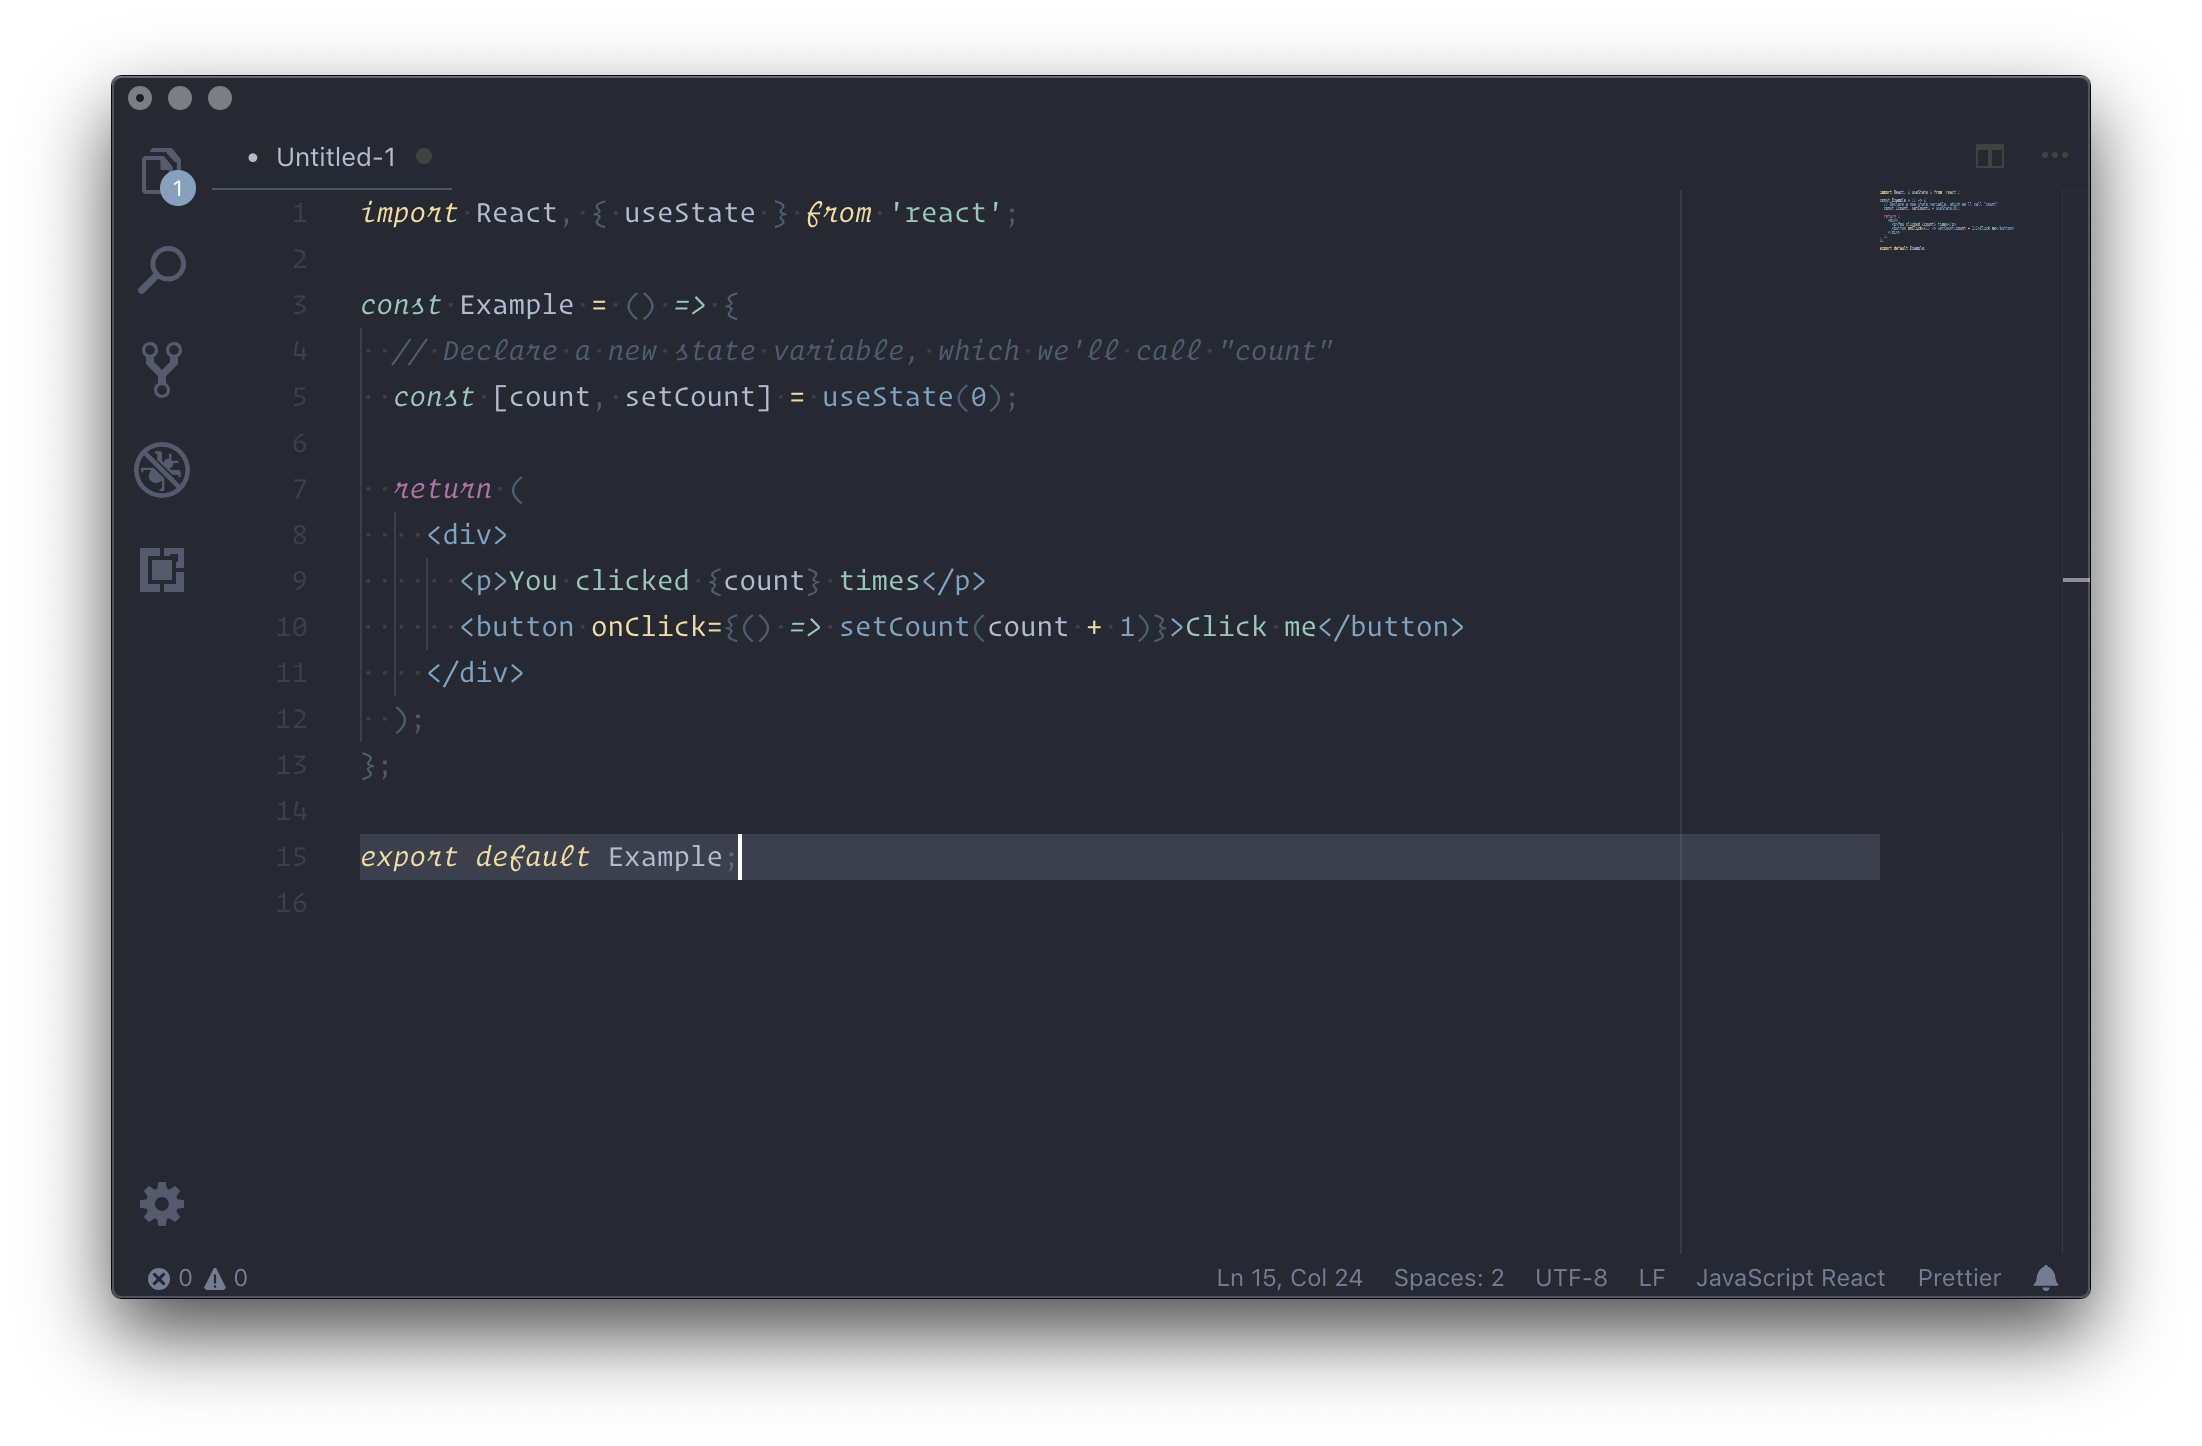 Untitled-1
1
1 import React, { useState } from 'react';
2
3 const Example = () => {
4 // Declare a new state variable, which we'll call "count"
5 const [count, setCount] = useState(0);
6
7 return (
8 <div>
9 <p>You clicked {count} times</p>
10 <button onClick={() => setCount(count + 1)}>Click me</button>
11 </div>
12 );
13 };
14
15 export default Example;
16
0 0 Ln 15, Col 24 Spaces: 2 UTF-8 LF JavaScript React Prettier